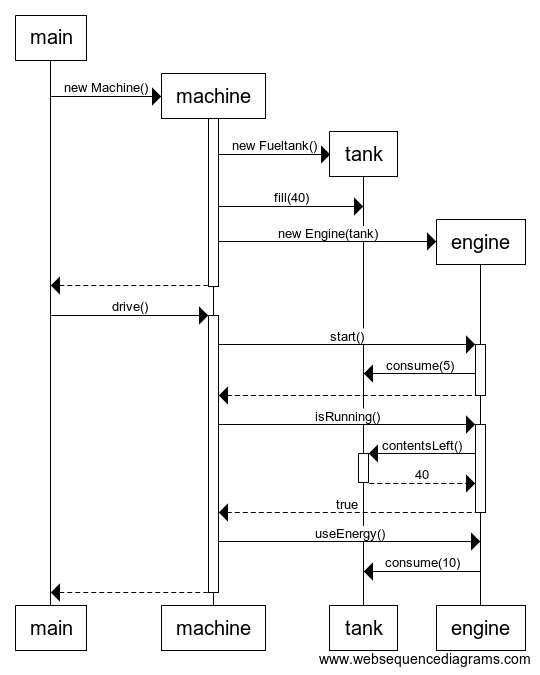 main
new Machine()
machine
new Fueltank()
tank
fill(40)
new Engine(tank)
engine
drive()
start()
consume(5)
isRunning()
contentsLeft()
40
true
useEnergy()
consume(10)
main machine tank engine
www.websequencediagrams.com